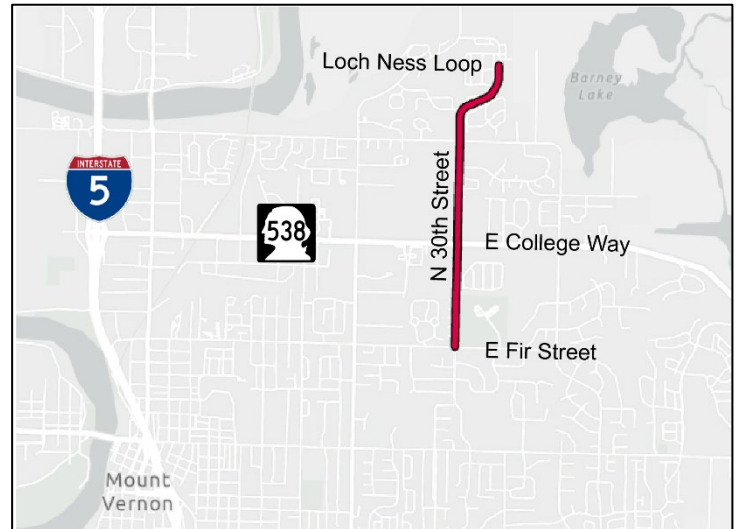 Loch Ness Loop
Barney
Lake
INTERSTATE
5
538
N 30th Street
E College Way
E Fir Street
Mount
Vernon